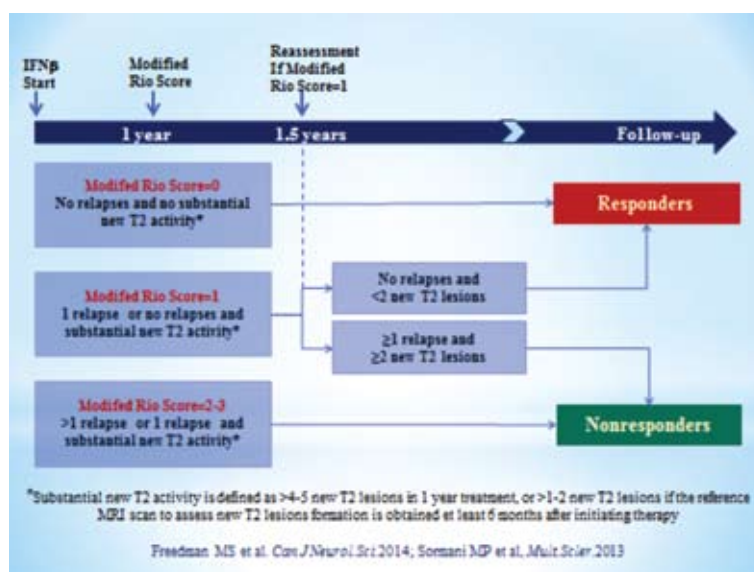 IFNβ
Start
Modified
Rio Score
Reassessment
If Modified
Rio Score=1
1 year
1.5 years
Follow-up
Modifed Rio Score=0
No relapses and no substantial
new T2 activity*
Responders
Modifed Rio Score=1
1 relapse or no relapses and
substantial new T2 activity*
No relapses and
<2 new T2 lesions
≥1 relapse and
≥2 new T2 lesions
Modifed Rio Score=2-3
>1 relapse or 1 relapse and
substantial new T2 activity*
Nonresponders
*Substantial new T2 activity is defined as >4-5 new T2 lesions in 1 year treatment, or >1-2 new T2 lesions if the reference
MRI scan to assess new T2 lesions formation is obtained at least 6 months after initiating therapy
Freedman MS et al. Can J Neurol Sci 2014; Sormani MP et al, Mult Scler 2013